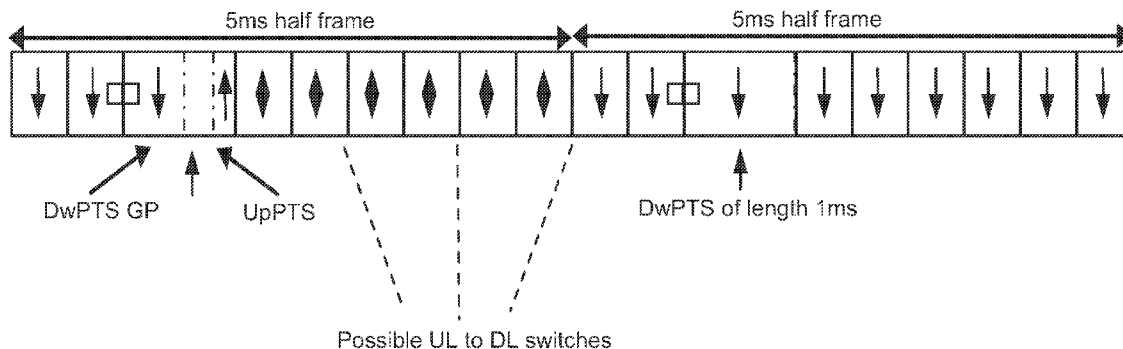 5ms half frame
5ms half frame
DwPTS GP
UpPTS
DwPTS of length 1ms
Possible UL to DL switches